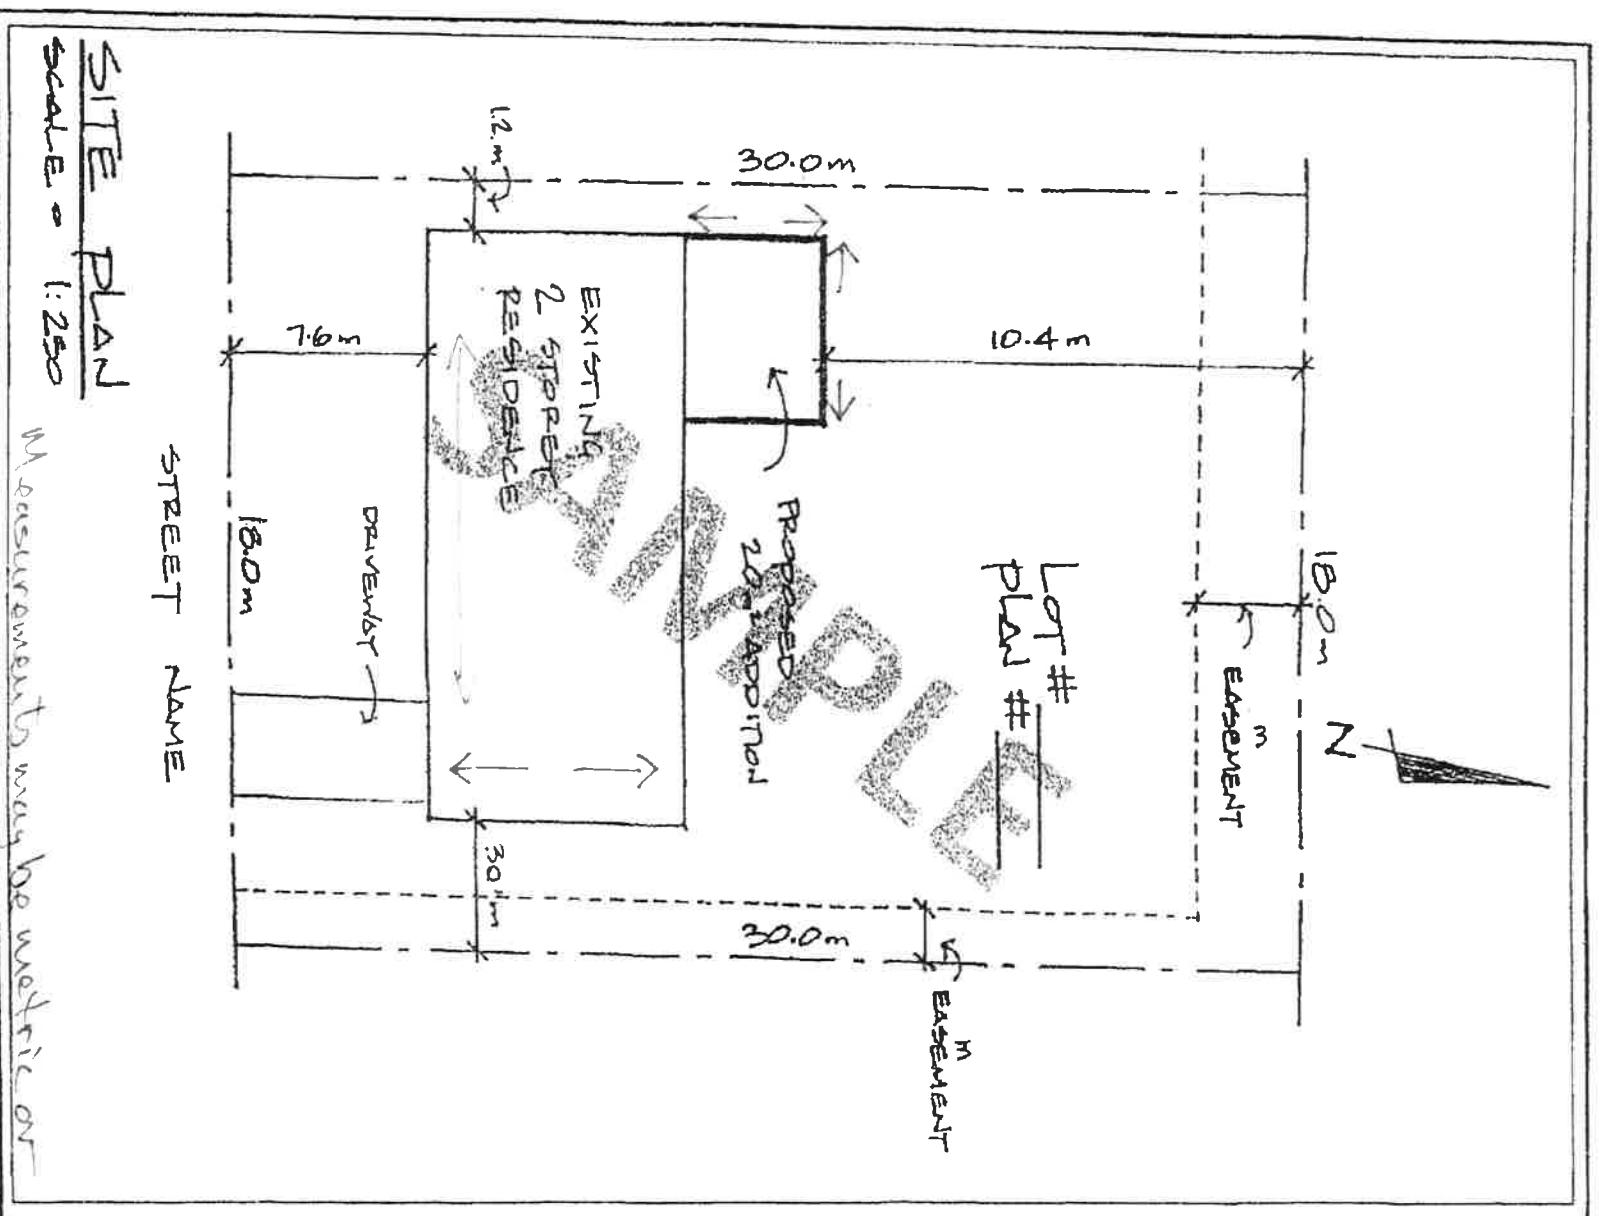 18.0m
m
EASEMENT
N
30.0m
10.4m
LOT #
PLAN #
PROPOSED
20m² ADDITION
30.0m
m
EASEMENT
EXISTING
2 STOREY
RESIDENCE
SAMPLE
1.2m
7.6m
3.0 m
DRIVEWAY
18.0m
STREET NAME
SITE PLAN
SCALE = 1:250
Measurements may be metric or